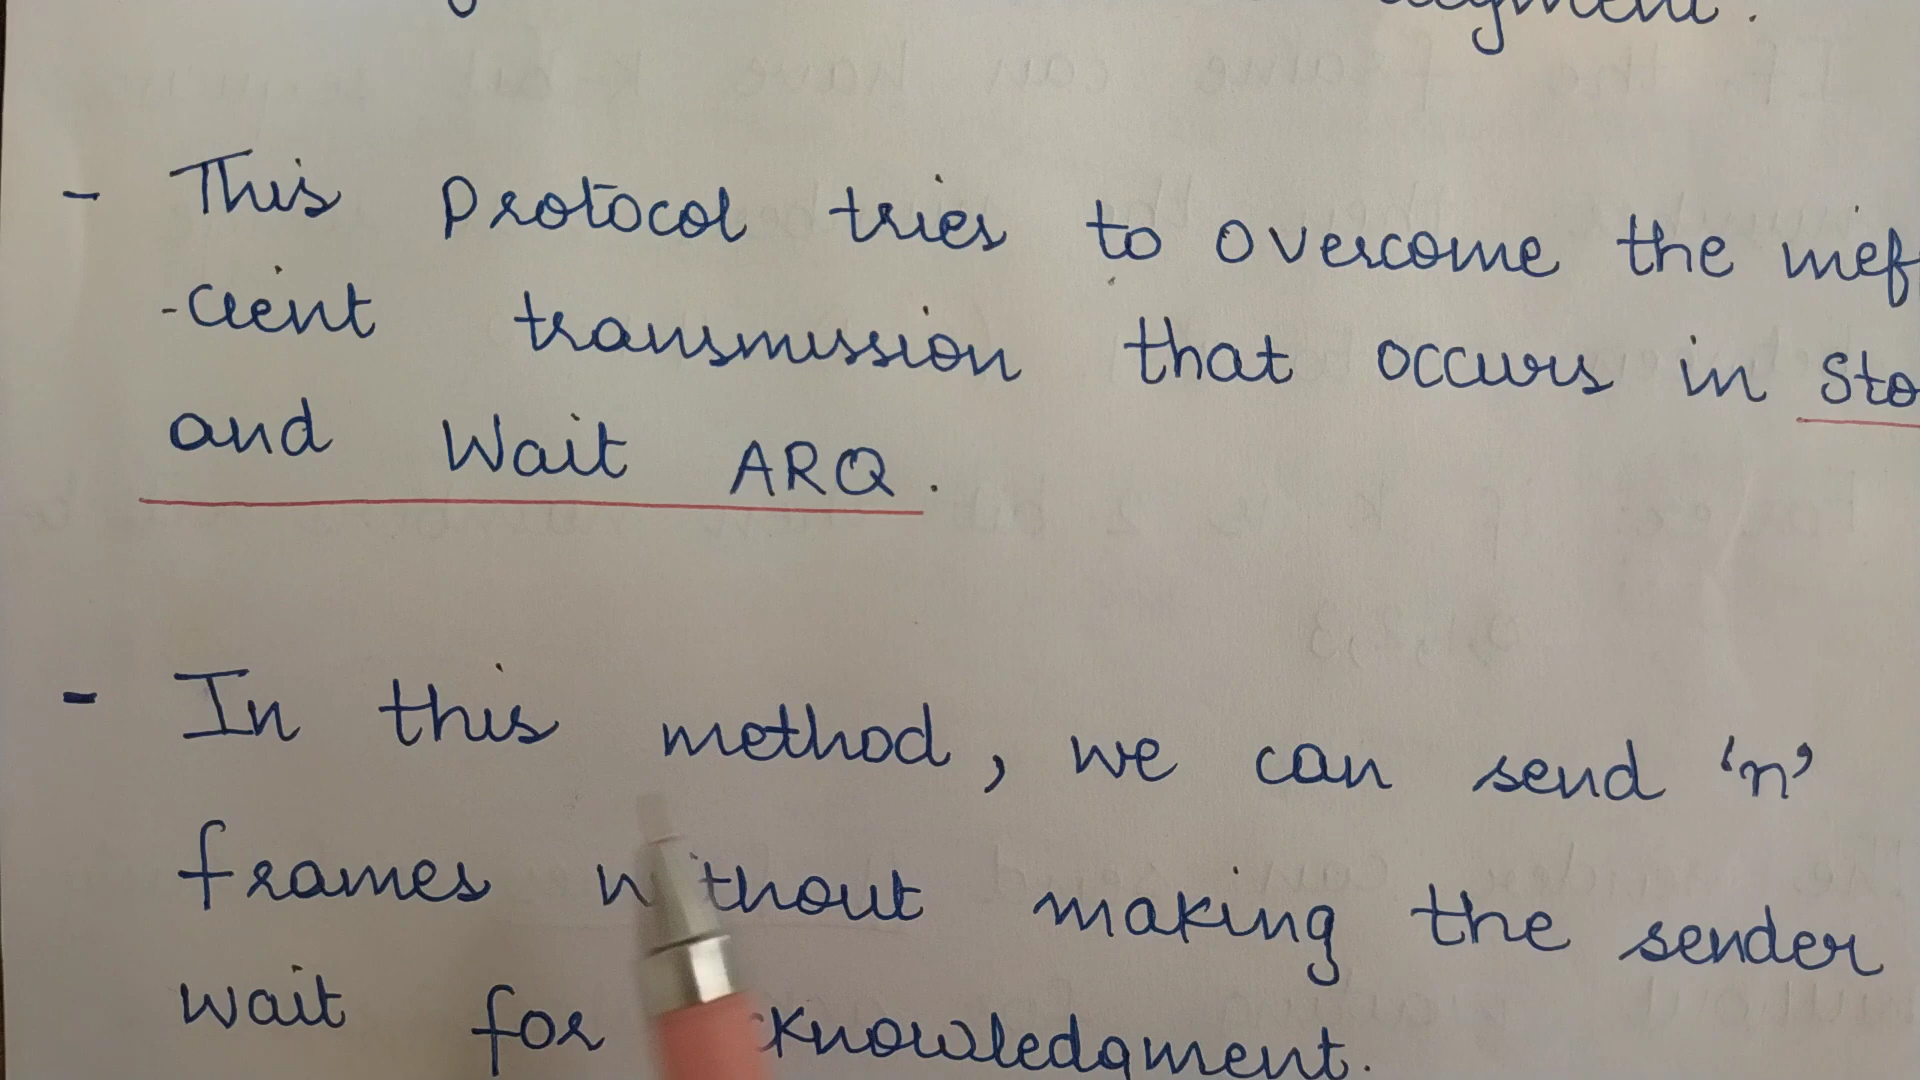 - This Protocol tries to overcome the inef
-cient transmission that occurs in Sto
and Wait ARQ.
- In this method, we can send 'n'
frames without making the sender
wait for acknowledgment.